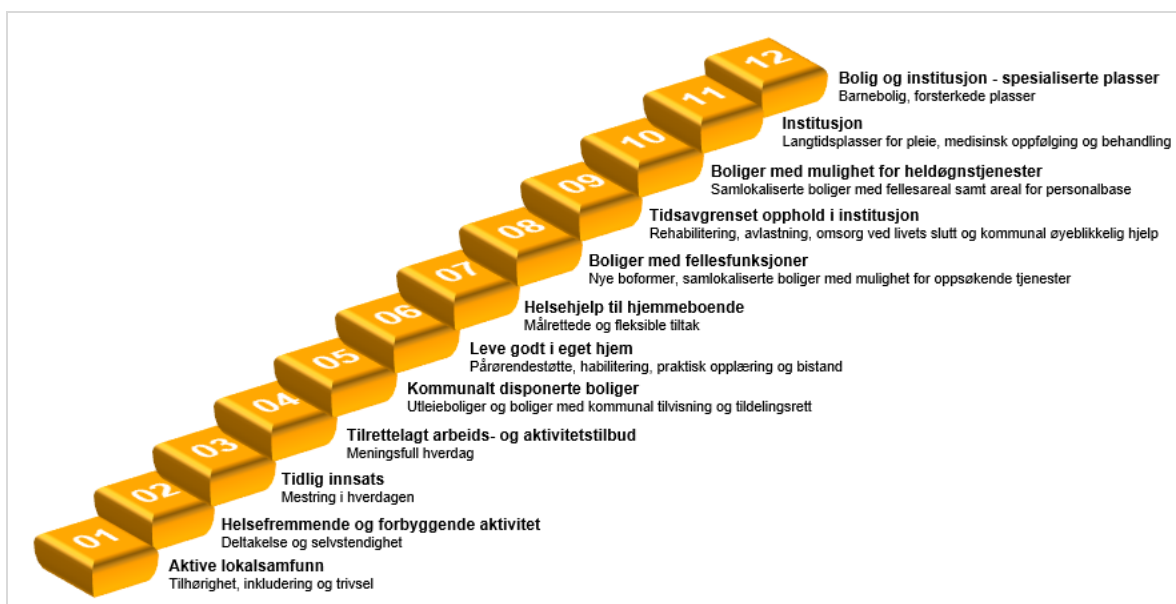 12
Bolig og institusjon - spesialiserte plasser
Barnebolig, forsterkede plasser
11
Institusjon
Langtidsplasser for pleie, medisinsk oppfølging og behandling
10
Boliger med mulighet for heldøgnstjenester
Samlokaliserte boliger med fellesareal samt areal for personalbase
09
Tidsavgrenset opphold i institusjon
Rehabilitering, avlastning, omsorg ved livets slutt og kommunal øyeblikkelig hjelp
08
Boliger med fellesfunksjoner
Nye boformer, samlokaliserte boliger med mulighet for oppsøkende tjenester
07
Helsehjelp til hjemmeboende
Målrettede og fleksible tiltak
06
Leve godt i eget hjem
Pårørendestøtte, habilitering, praktisk opplæring og bistand
05
Kommunalt disponerte boliger
Utleieboliger og boliger med kommunal tilvisning og tildelingsrett
04
Tilrettelagt arbeids- og aktivitetstilbud
Meningsfull hverdag
03
Tidlig innsats
Mestring i hverdagen
02
Helsefremmende og forbyggende aktivitet
Deltakelse og selvstendighet
01
Aktive lokalsamfunn
Tilhørighet, inkludering og trivsel